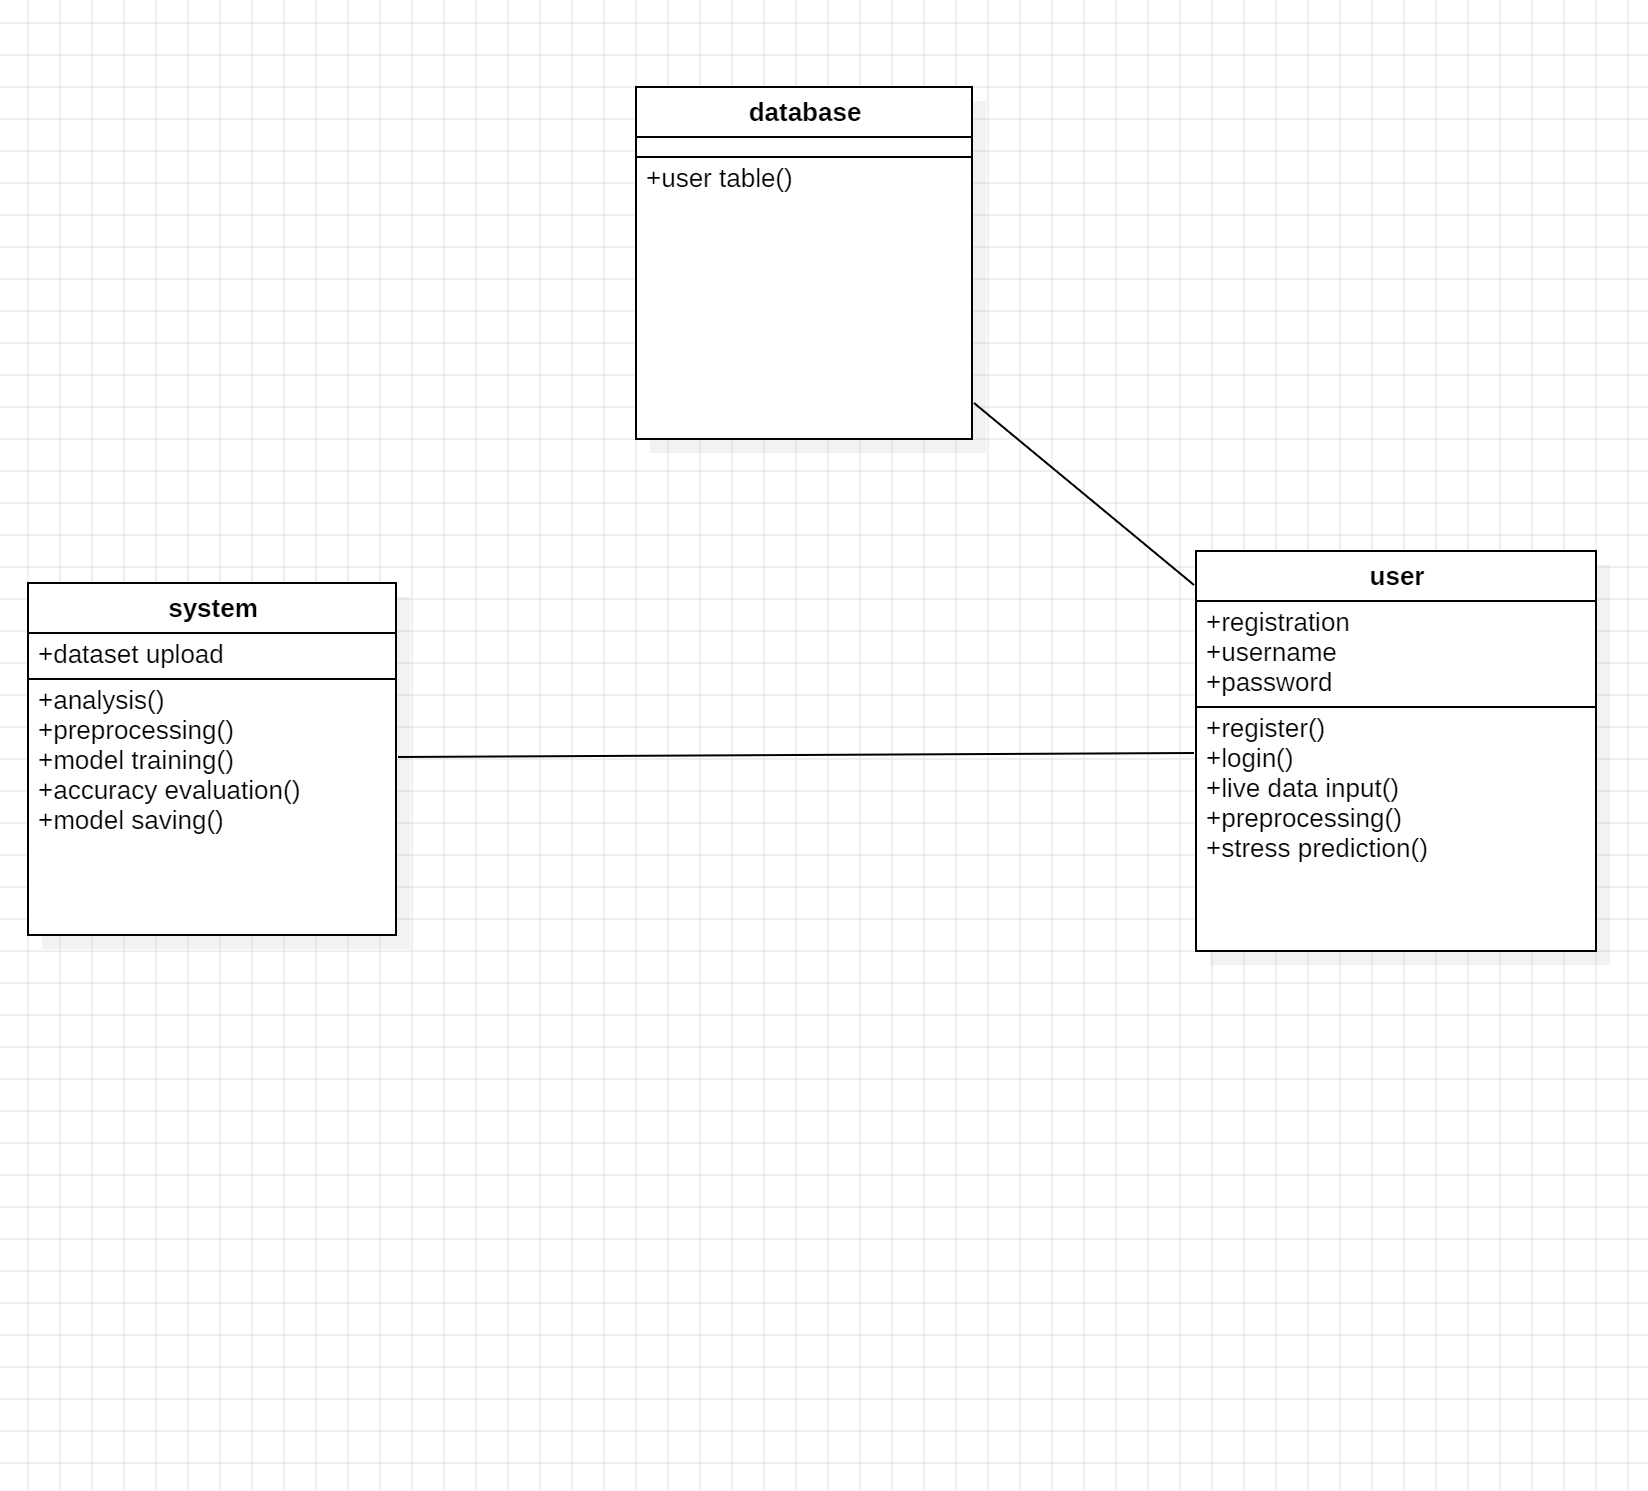 database
+user table()
system
+dataset upload
+analysis()
+preprocessing()
+model training()
+accuracy evaluation()
+model saving()
user
+registration
+username
+password
+register()
+login()
+live data input()
+preprocessing()
+stress prediction()